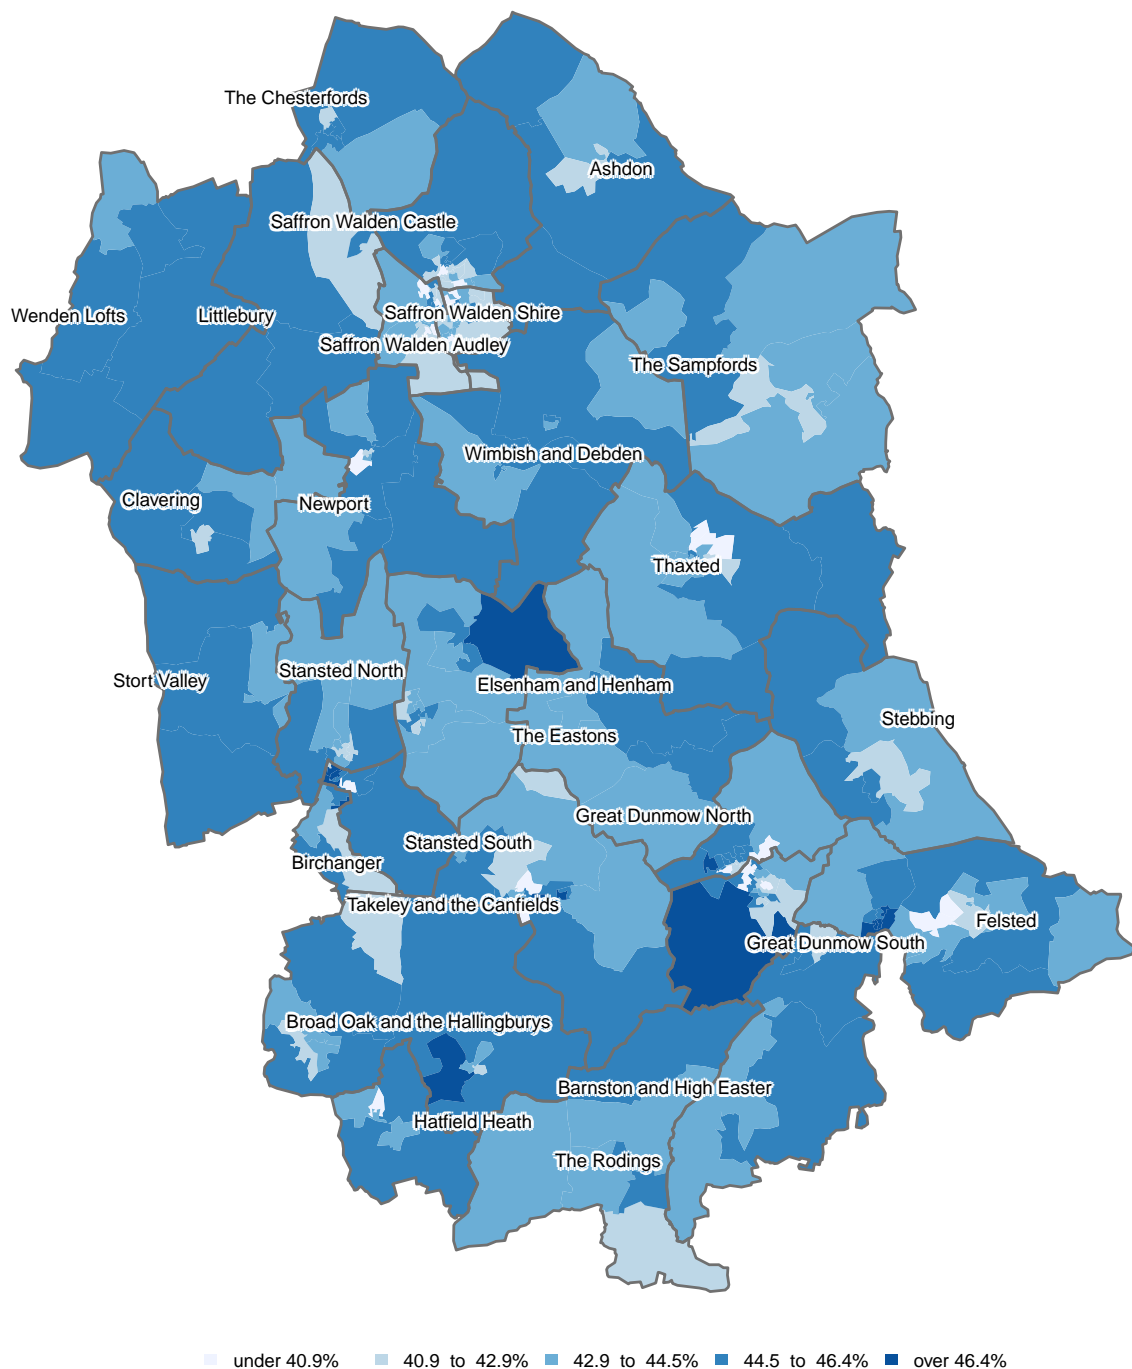 The Chesterfords
Ashdon
Saffron Walden Castle
Wenden Lofts
Littlebury
Saffron Walden Shire
Saffron Walden Audley
The Sampfords
Wimbish and Debden
Clavering
Newport
Thaxted
Stort Valley
Stansted North
Elsenham and Henham
Stebbing
The Eastons
Great Dunmow North
Stansted South
Birchanger
Takeley and the Canfields
Felsted
Great Dunmow South
Broad Oak and the Hallingburys
Barnston and High Easter
Hatfield Heath
The Rodings
under 40.9% 40.9 to 42.9% 42.9 to 44.5% 44.5 to 46.4% over 46.4%